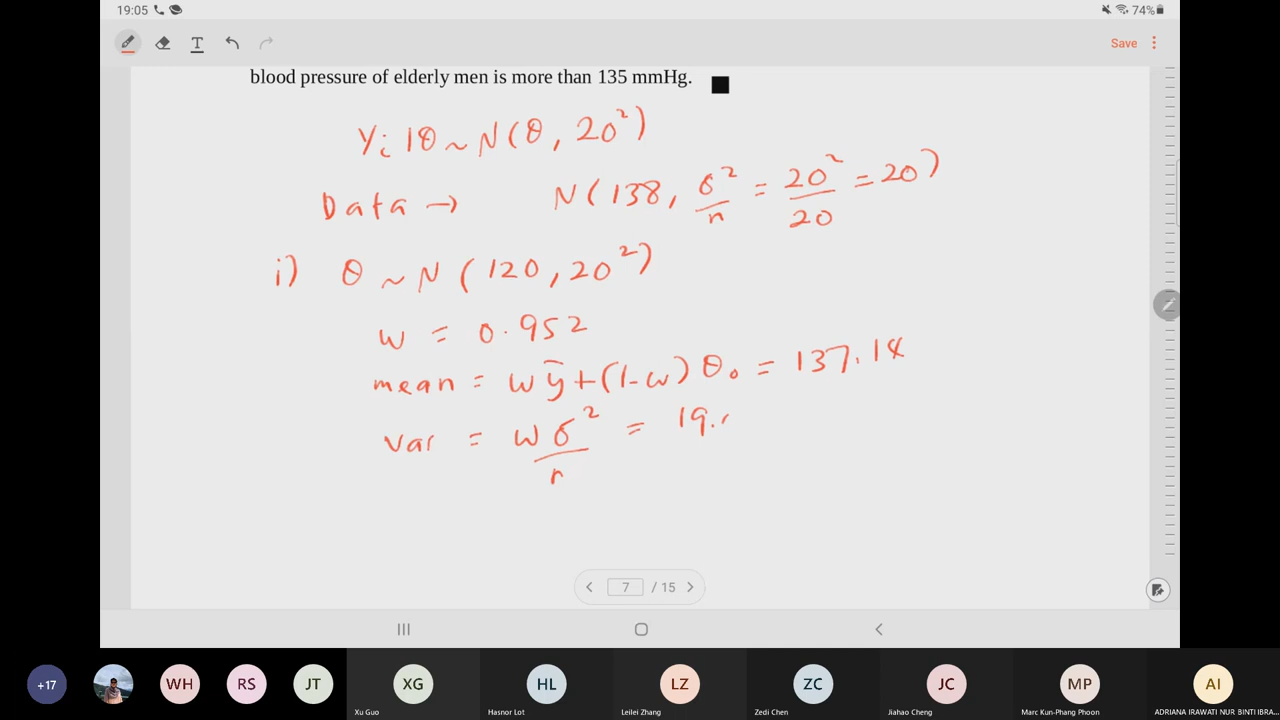 19:05 74%
Save
blood pressure of elderly men is more than 135 mmHg.
Yi|θ ~ N(θ, 20²)
Data → N(138, σ²/n = 20²/20 = 20)
i) θ ~ N(120, 20²)
w = 0.952
mean = wȳ+(1-w)θ₀ = 137.14
var = wσ²/n = 19.
7 / 15
+17 WH RS JT XG HL LZ ZC JC MP AI
Xu Guo Hasnor Lot Leilei Zhang Zedi Chen Jiahao Cheng Marc Kun-Phang Phoon ADRIANA IRAWATI NUR BINTI IBRA...